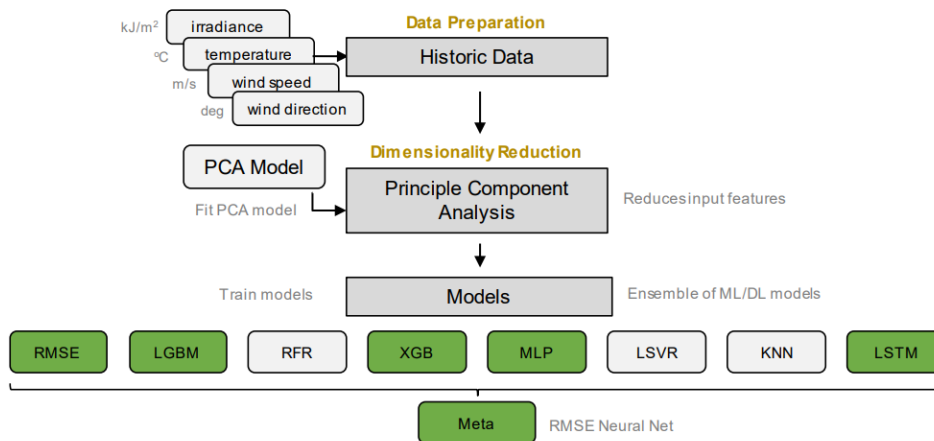 Data Preparation
kJ/m²
irradiance
°C
temperature
Historic Data
m/s
wind speed
deg
wind direction
Dimensionality Reduction
PCA Model
Principle Component
Analysis
Fit PCA model
Reduces input features
Train models
Models
Ensemble of ML/DL models
RMSE
LGBM
RFR
XGB
MLP
LSVR
KNN
LSTM
Meta
RMSE Neural Net